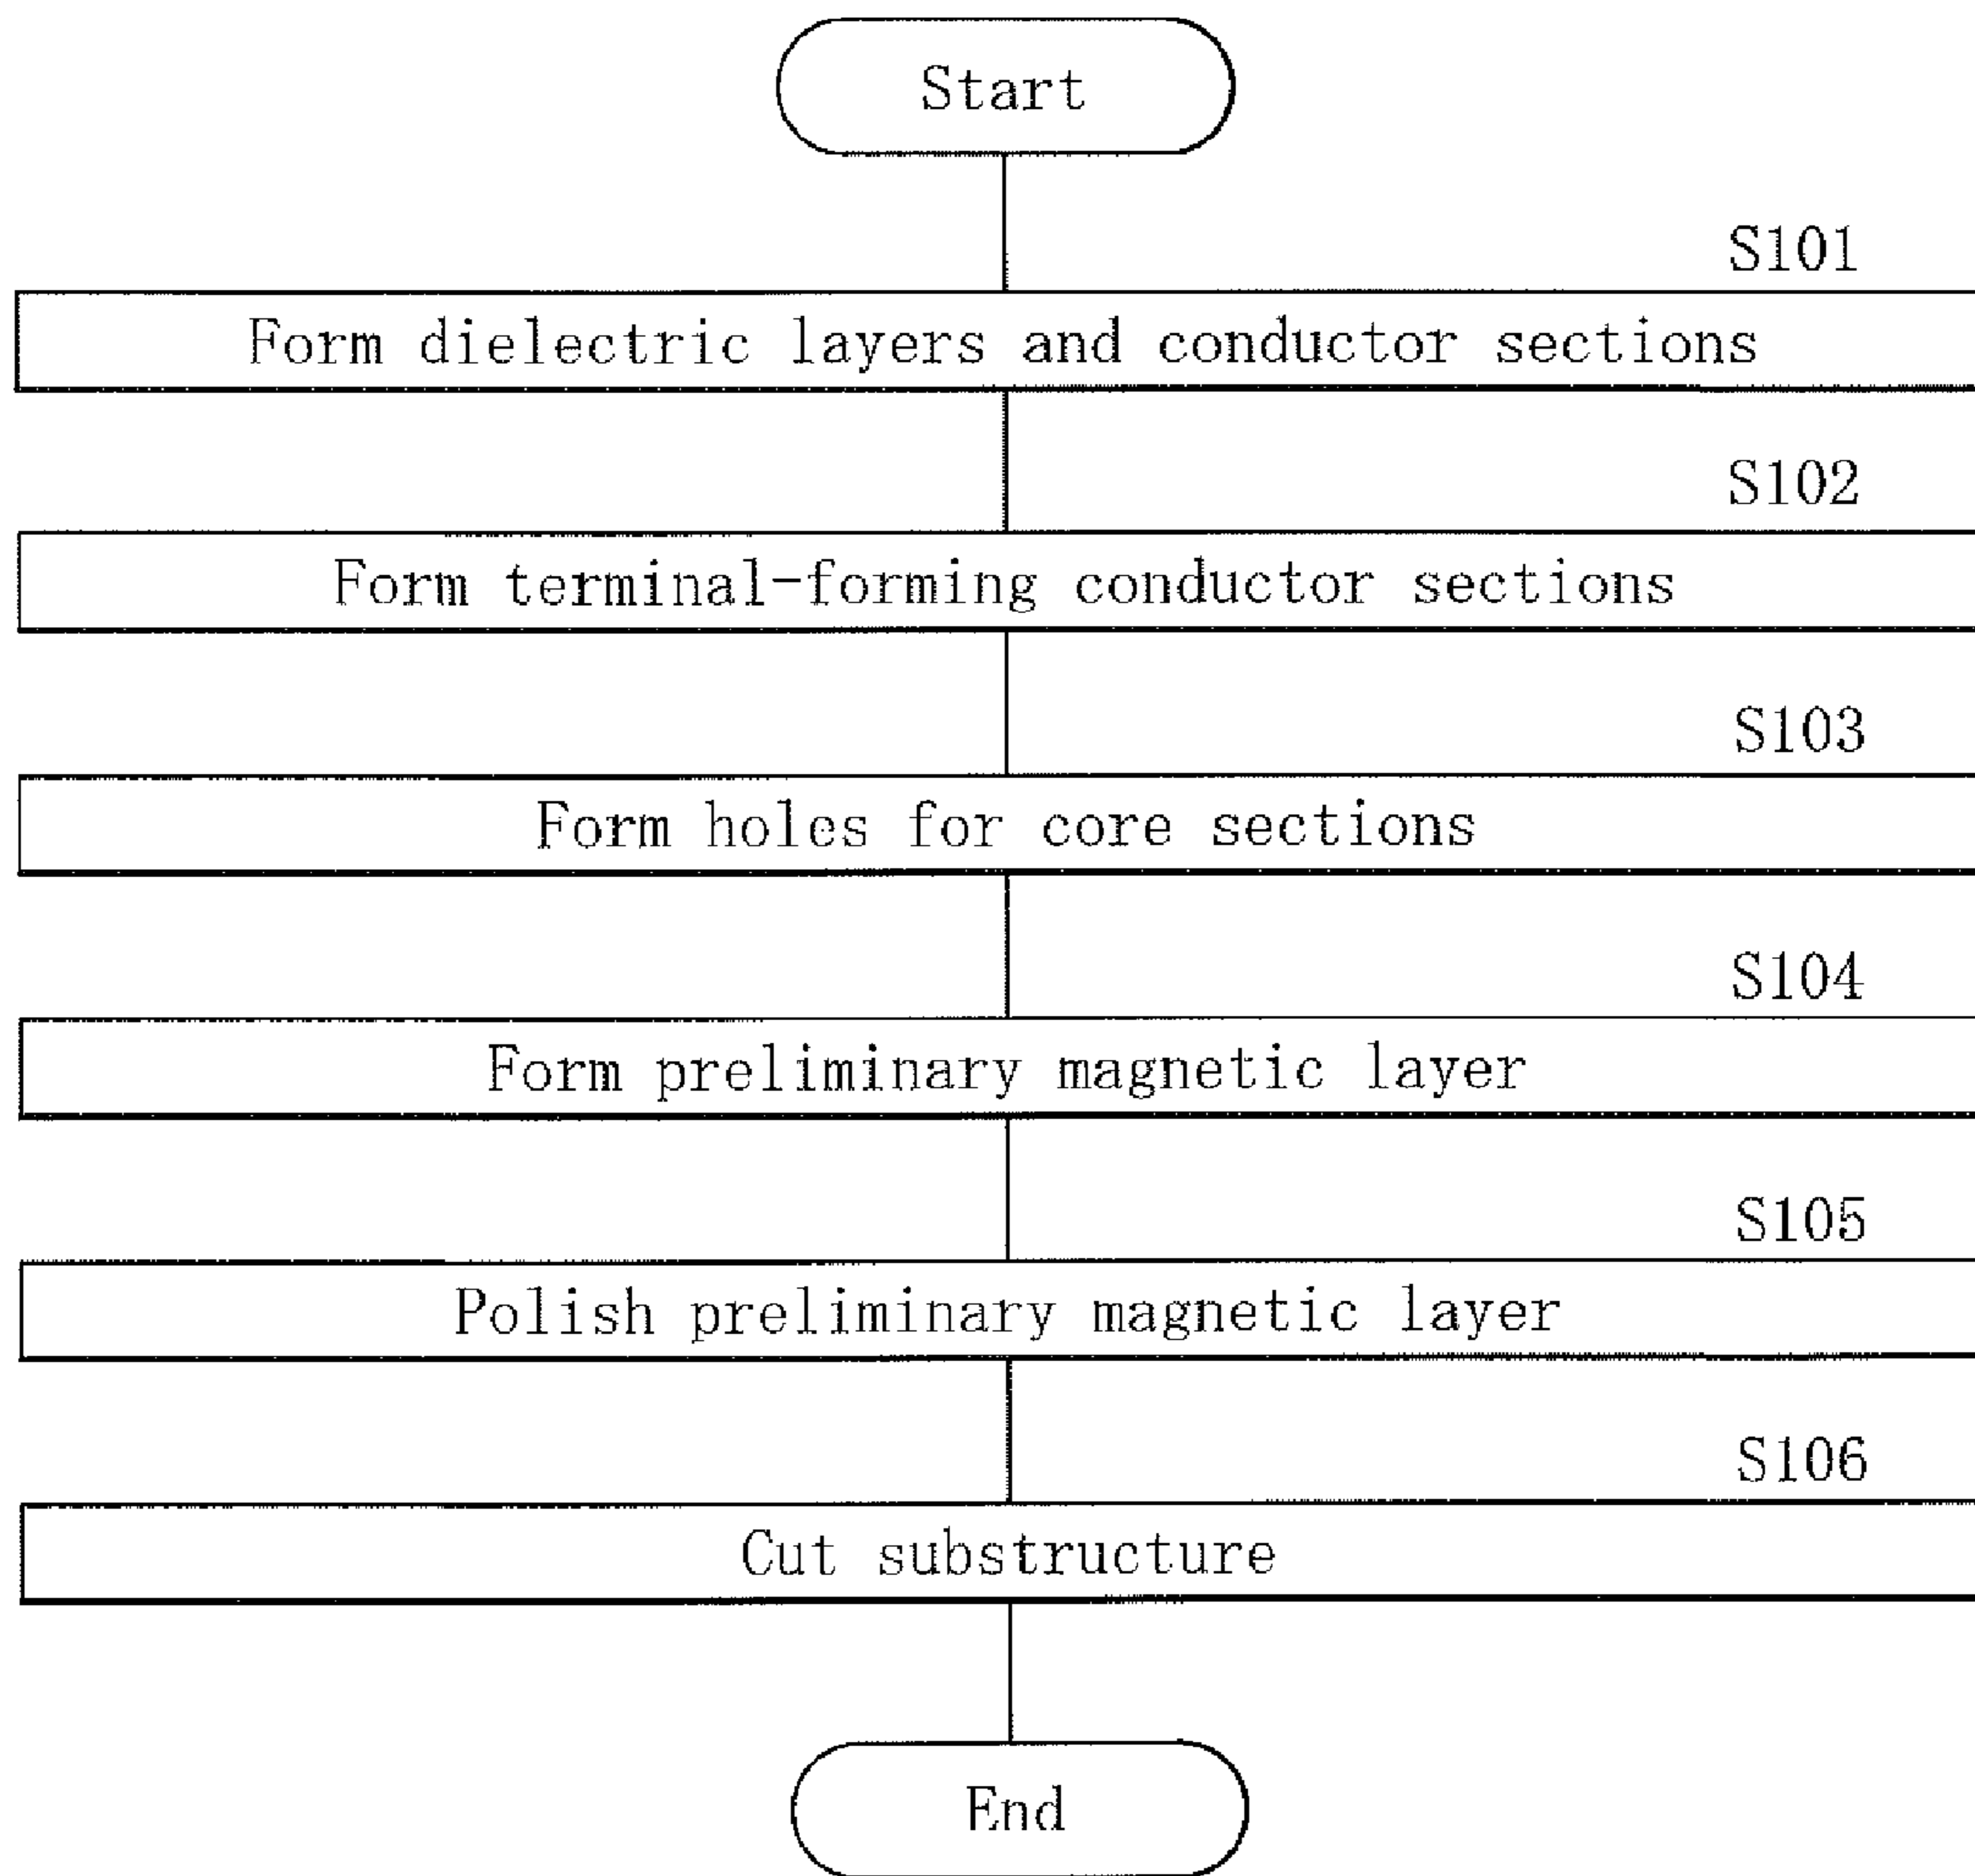 Start
S101
Form dielectric layers and conductor sections
S102
Form terminal-forming conductor sections
S103
Form holes for core sections
S104
Form preliminary magnetic layer
S105
Polish preliminary magnetic layer
S106
Cut substructure
End